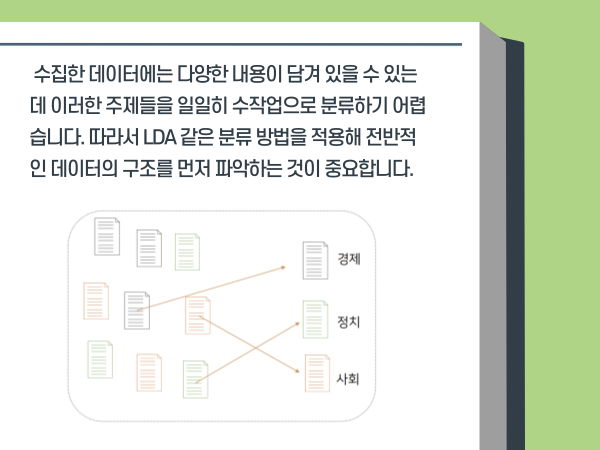 수집한 데이터에는 다양한 내용이 담겨 있을 수 있는
데 이러한 주제들을 일일히 수작업으로 분류하기 어렵
습니다. 따라서 LDA 같은 분류 방법을 적용해 전반적
인 데이터의 구조를 먼저 파악하는 것이 중요합니다.
경제
정치
사회